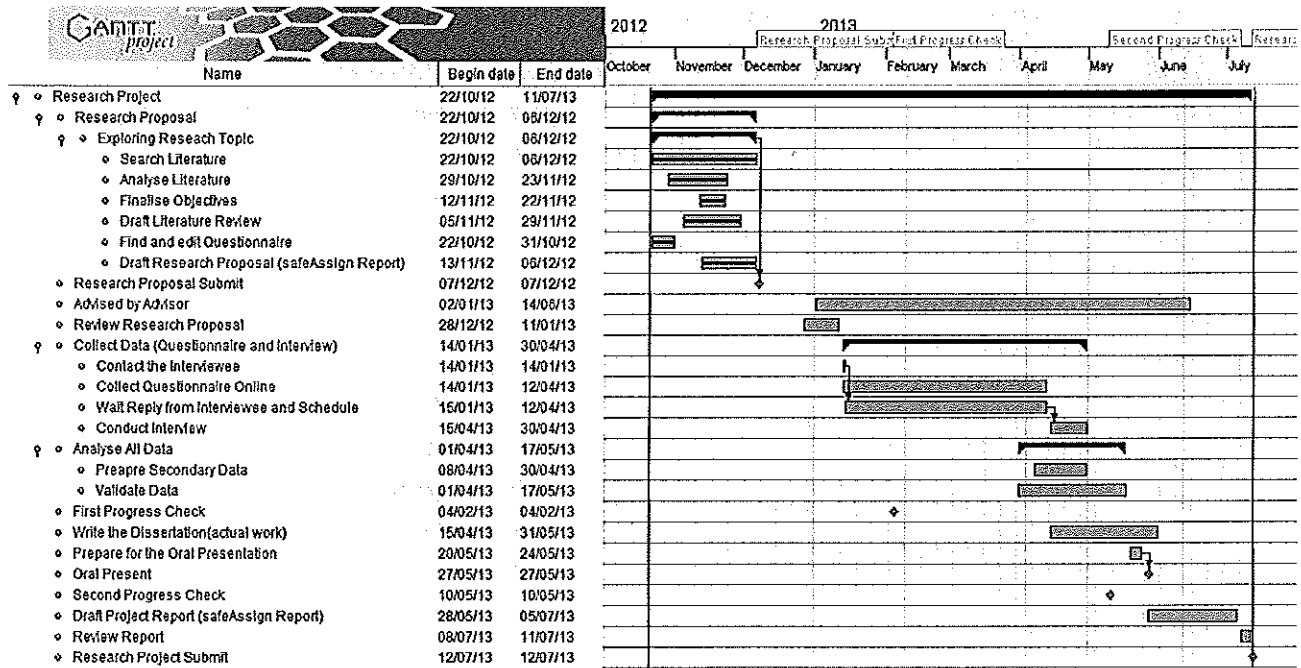 GANTT
project
2012
2013
Research Proposal Submit First Progress Check
Second Progress Check
October November December January February March April May June July
Name Begin date End date
Research Project 22/10/12 11/07/13
Research Proposal 22/10/12 06/12/12
Exploring Reseach Topic 22/10/12 06/12/12
Search Literature 22/10/12 06/12/12
Analyse Literature 29/10/12 23/11/12
Finalise Objectives 12/11/12 22/11/12
Draft Literature Review 05/11/12 29/11/12
Find and edit Questionnaire 22/10/12 31/10/12
Draft Research Proposal (safeAssign Report) 13/11/12 06/12/12
Research Proposal Submit 07/12/12 07/12/12
Advised by Advisor 02/01/13 14/06/13
Review Research Proposal 28/12/12 11/01/13
Collect Data (Questionnaire and Interview) 14/01/13 30/04/13
Contact the Interviewee 14/01/13 14/01/13
Collect Questionnaire Online 14/01/13 12/04/13
Wait Reply from Interviewee and Schedule 15/01/13 12/04/13
Conduct Interview 15/04/13 30/04/13
Analyse All Data 01/04/13 17/05/13
Preapre Secondary Data 08/04/13 30/04/13
Validate Data 01/04/13 17/05/13
First Progress Check 04/02/13 04/02/13
Write the Dissertation(actual work) 15/04/13 31/05/13
Prepare for the Oral Presentation 20/05/13 24/05/13
Oral Present 27/05/13 27/05/13
Second Progress Check 10/05/13 10/05/13
Draft Project Report (safeAssign Report) 28/05/13 05/07/13
Review Report 08/07/13 11/07/13
Research Project Submit 12/07/13 12/07/13